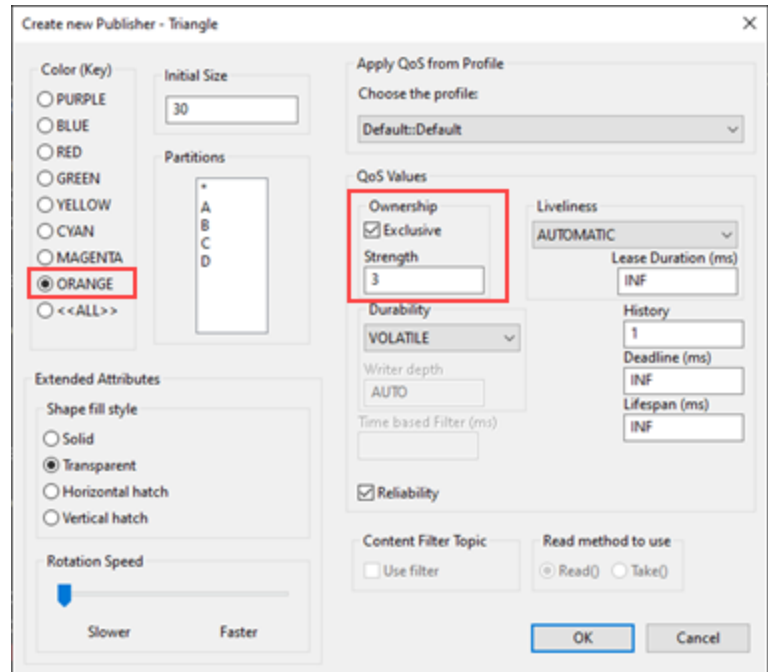 Create new Publisher - Triangle
Color (Key)
PURPLE
BLUE
RED
GREEN
YELLOW
CYAN
MAGENTA
ORANGE
<<ALL>>
Initial Size
30
Partitions
*
A
B
C
D
Extended Attributes
Shape fill style
Solid
Transparent
Horizontal hatch
Vertical hatch
Rotation Speed
Slower Faster
Apply QoS from Profile
Choose the profile:
Default::Default
QoS Values
Ownership
Exclusive
Strength
3
Durability
VOLATILE
Writer depth
AUTO
Time based Filter (ms)
Liveliness
AUTOMATIC
Lease Duration (ms)
INF
History
1
Deadline (ms)
INF
Lifespan (ms)
INF
Reliability
Content Filter Topic
Use filter
Read method to use
Read() Take()
OK Cancel